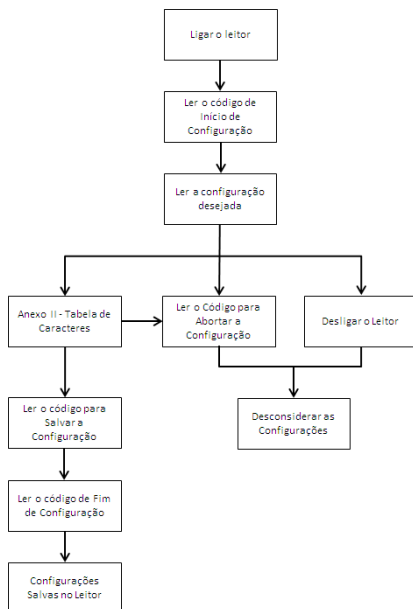 Ligar o leitor
Ler o código de
Início de
Configuração
Ler a configuração
desejada
Anexo II - Tabela de
Caracteres
Ler o Código para
Abortar a
Configuração
Desligar o Leitor
Ler o código para
Salvar a
Configuração
Desconsiderar as
Configurações
Ler o código de Fim
de Configuração
Configurações
Salvas no Leitor